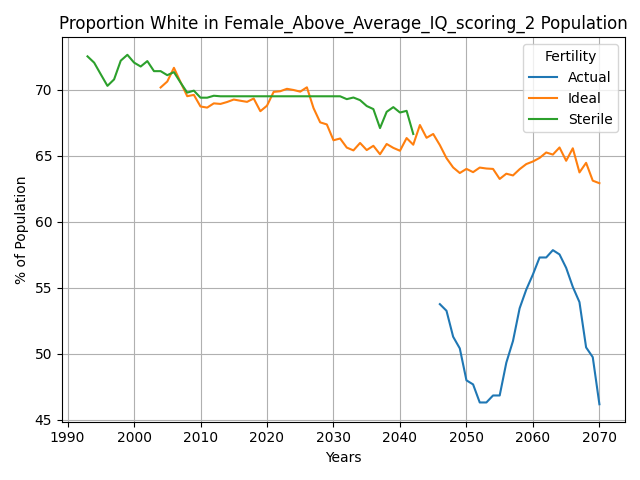 Proportion White in Female_Above_Average_IQ_scoring_2 Population
Fertility
Actual
Ideal
Sterile
% of Population
70
65
60
55
50
45
1990 2000 2010 2020 2030 2040 2050 2060 2070
Years